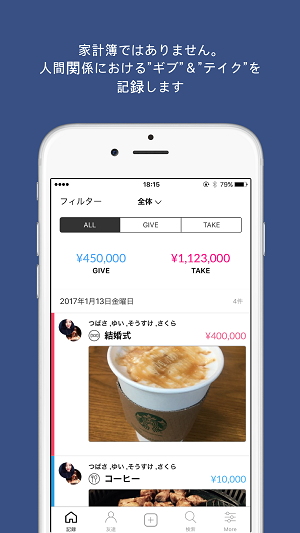 家計簿ではありません。
人間関係における"ギブ"&"テイク"を
記録します
18:15
79%
フィルター
全体
ALL
GIVE
TAKE
¥450,000
GIVE
¥1,123,000
TAKE
2017年1月13日金曜日
4件
つばさ ,ゆい ,そうすけ ,さくら
結婚式
¥400,000
つばさ ,ゆい ,そうすけ ,さくら
コーヒー
¥10,000
記録
友達
検索
More